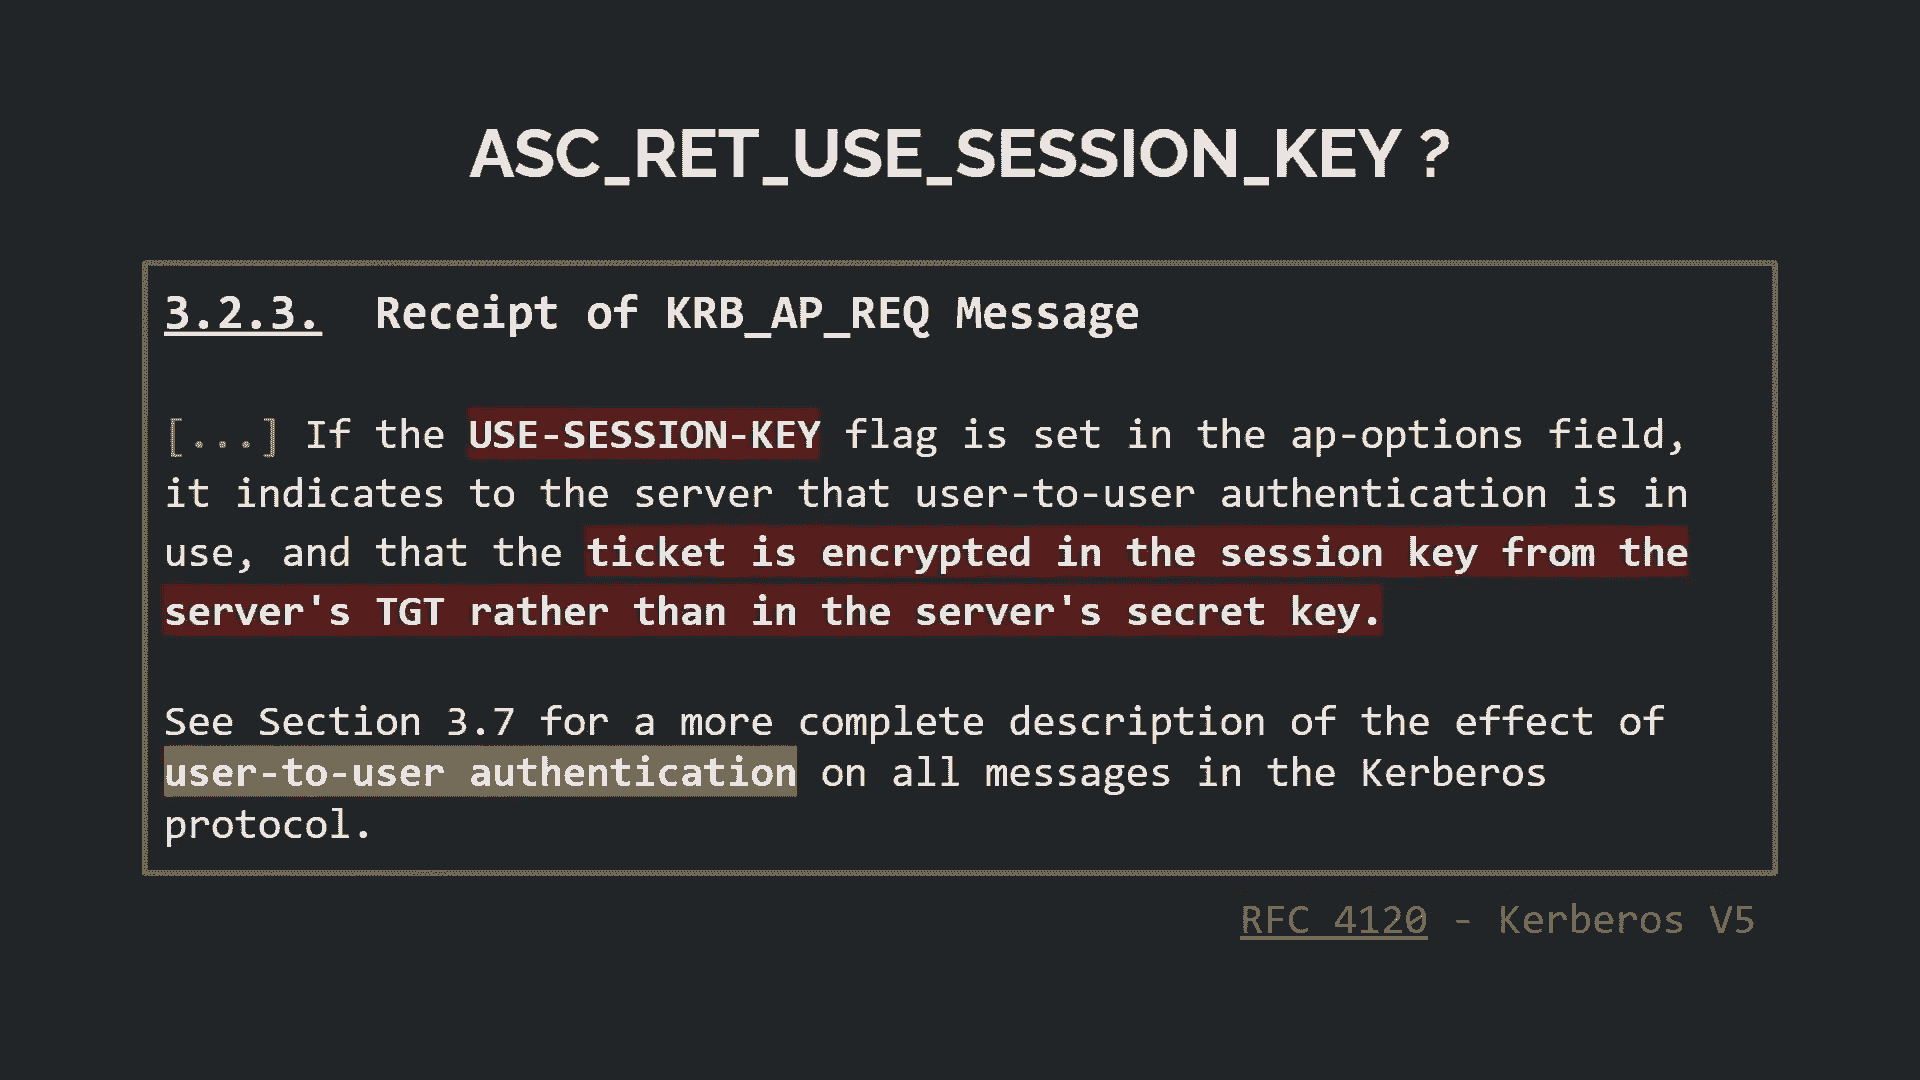 ASC_RET_USE_SESSION_KEY ?
3.2.3. Receipt of KRB_AP_REQ Message
[...] If the USE-SESSION-KEY flag is set in the ap-options field,
it indicates to the server that user-to-user authentication is in
use, and that the ticket is encrypted in the session key from the
server's TGT rather than in the server's secret key.
See Section 3.7 for a more complete description of the effect of
user-to-user authentication on all messages in the Kerberos
protocol.
RFC 4120 - Kerberos V5